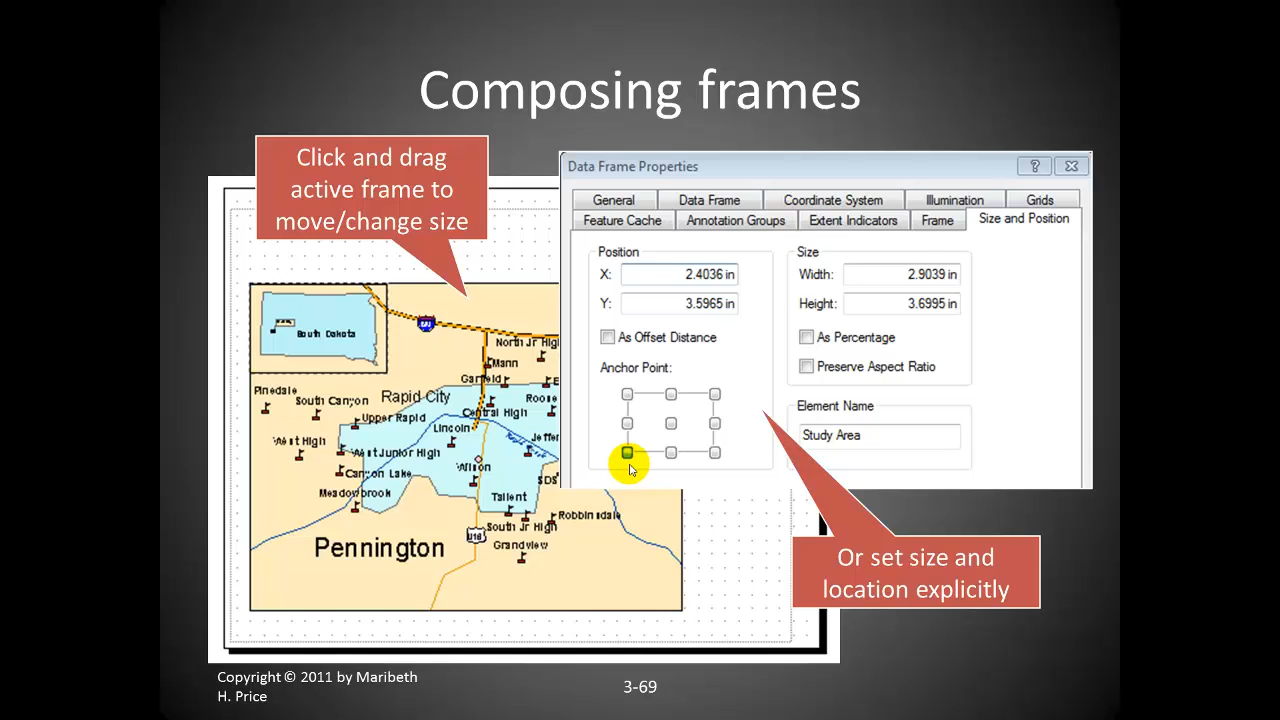 Composing frames
Click and drag
active frame to
move/change size
Data Frame Properties
General
Data Frame
Coordinate System
Illumination
Grids
Feature Cache
Annotation Groups
Extent Indicators
Frame
Size and Position
Position
X:
2.4036 in
Y:
3.5965 in
As Offset Distance
Anchor Point:
Size
Width:
2.9039 in
Height:
3.6995 in
As Percentage
Preserve Aspect Ratio
Element Name
Study Area
South Dakota
North Jr High
Mann
Garfield
Pinedale
South Canyon
Rapid City
Central High
Upper Rapid
Lincoln
West High
West Junior High
Wilson
Canyon Lake
Meadowbrook
Tallent
SDS
South Jr High
Robbinsdale
Grandview
Pennington
Or set size and
location explicitly
Copyright © 2011 by Maribeth
H. Price
3-69